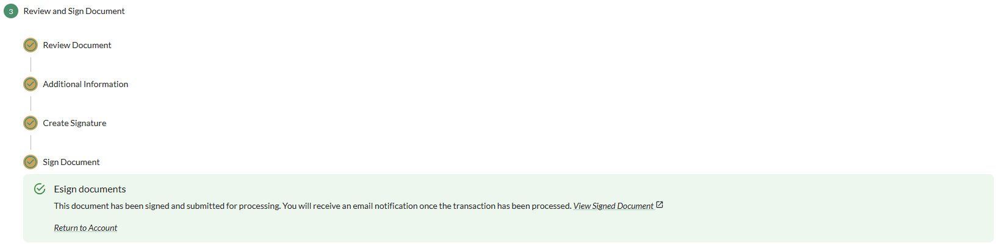 3 Review and Sign Document
Review Document
Additional Information
Create Signature
Sign Document
Esign documents
This document has been signed and submitted for processing. You will receive an email notification once the transaction has been processed. View Signed Document
Return to Account